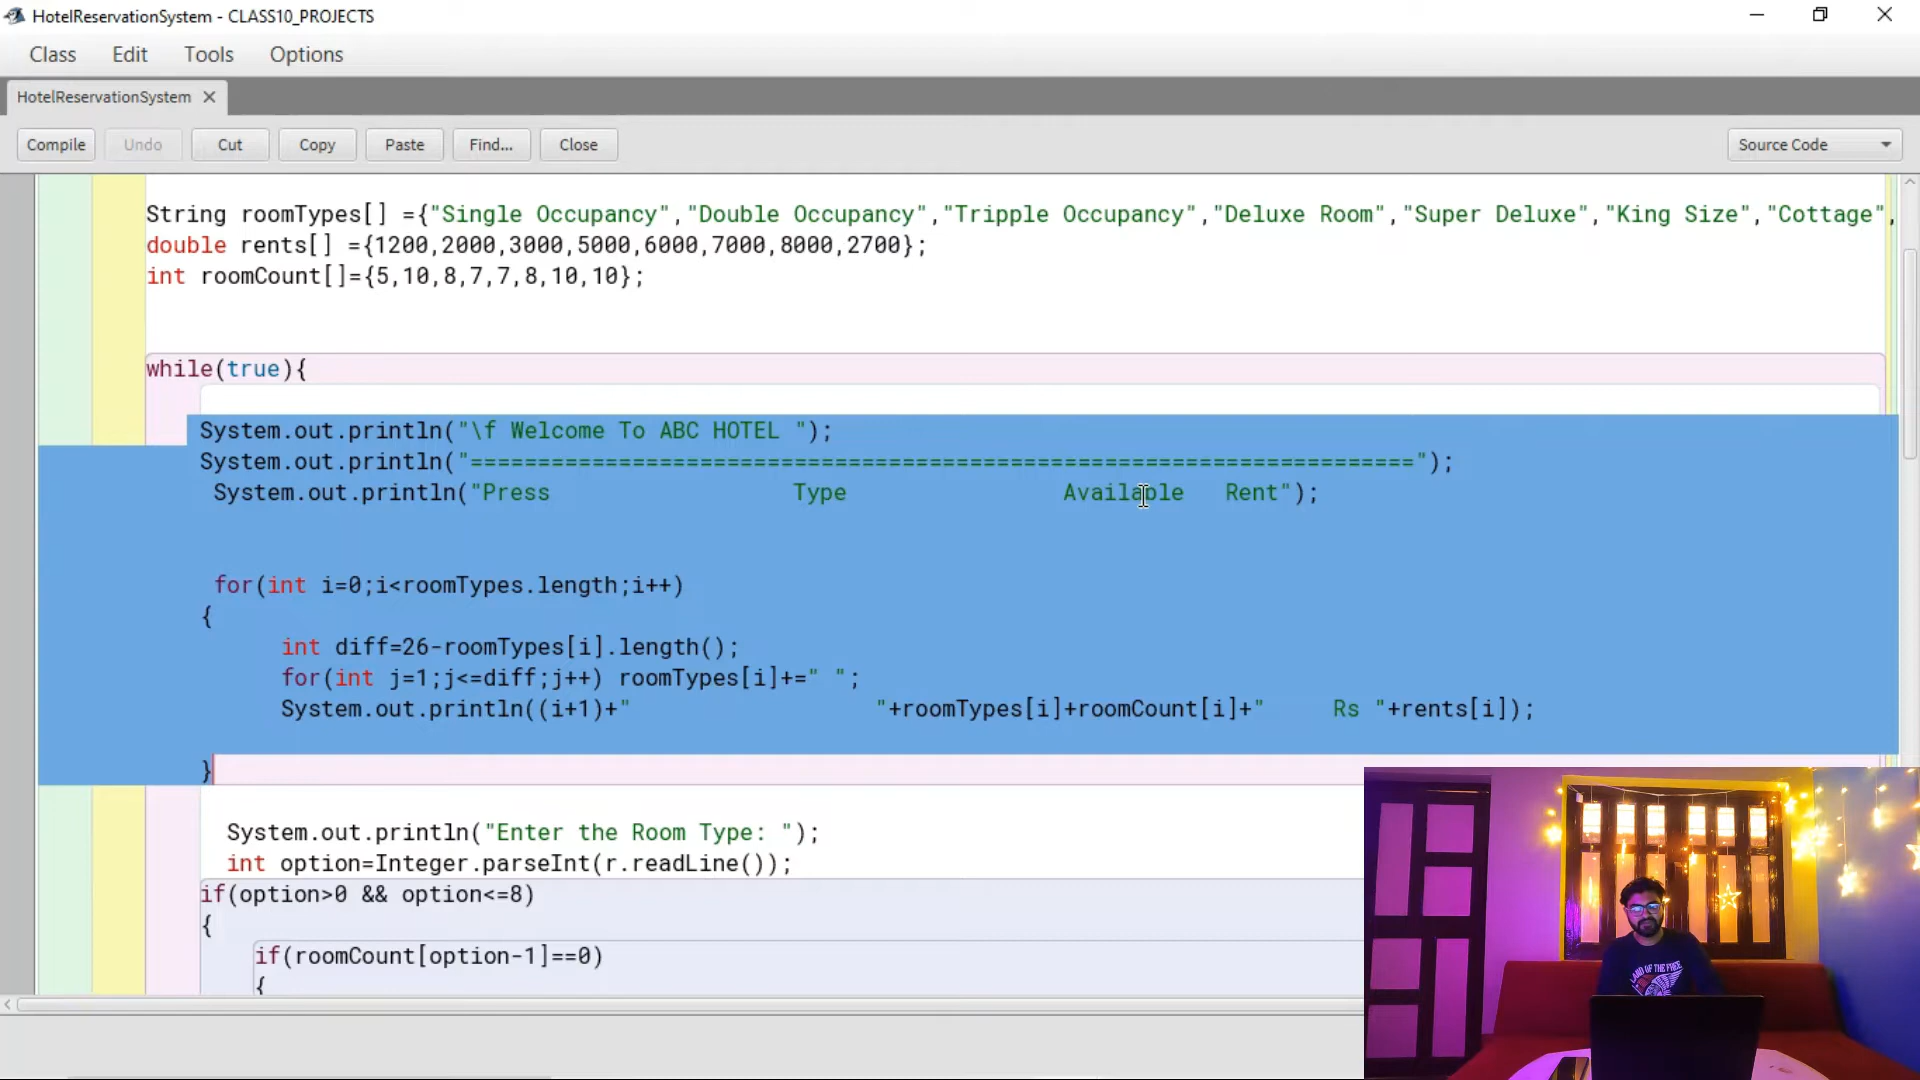 HotelReservationSystem - CLASS10_PROJECTS
Class Edit Tools Options
HotelReservationSystem
Compile Undo Cut Copy Paste Find... Close Source Code
String roomTypes[] ={"Single Occupancy","Double Occupancy","Tripple Occupancy","Deluxe Room","Super Deluxe","King Size","Cottage",
double rents[] ={1200,2000,3000,5000,6000,7000,8000,2700};
int roomCount[]={5,10,8,7,7,8,10,10};
while(true){
System.out.println("\f Welcome To ABC HOTEL ");
System.out.println("======================================================================");
System.out.println("Press                  Type                Available   Rent");
for(int i=0;i<roomTypes.length;i++)
{
int diff=26-roomTypes[i].length();
for(int j=1;j<=diff;j++) roomTypes[i]+=" ";
System.out.println((i+1)+"                  "+roomTypes[i]+roomCount[i]+"     Rs "+rents[i]);
}
System.out.println("Enter the Room Type: ");
int option=Integer.parseInt(r.readLine());
if(option>0 && option<=8)
{
if(roomCount[option-1]==0)
{
LAND OF THE FREE